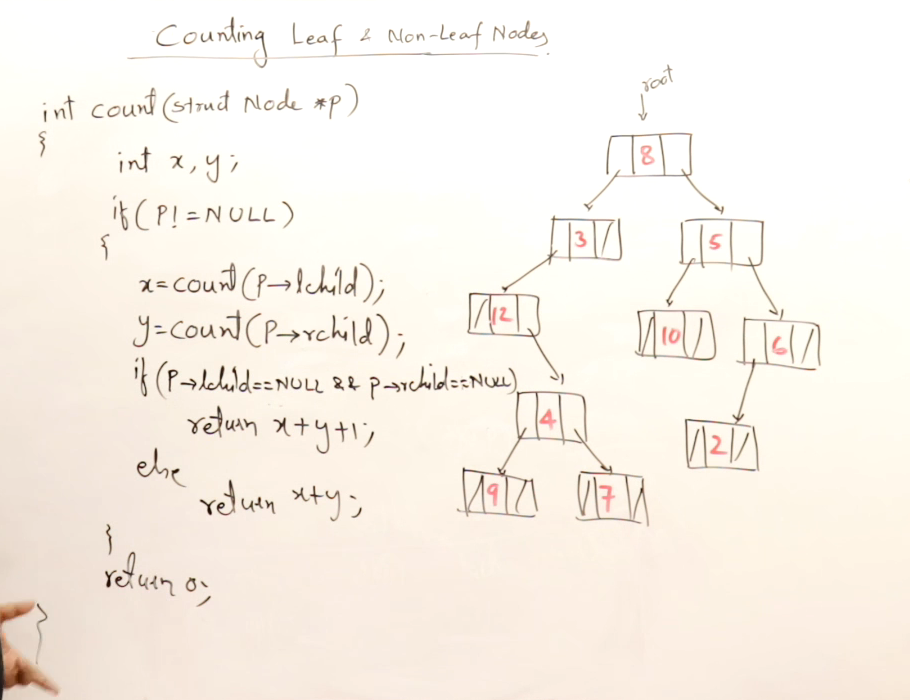 Counting Leaf & Non-Leaf Nodes
int count(struct Node *p)
{
int x, y;
if(P!=NULL)
{
x=count(P→lchild);
y=count(P→rchild);
if(P→lchild==NULL && p→rchild==NULL)
return x+y+1;
else
return x+y;
}
return 0;
}
root
8
3
5
12
10
6
4
2
9
7